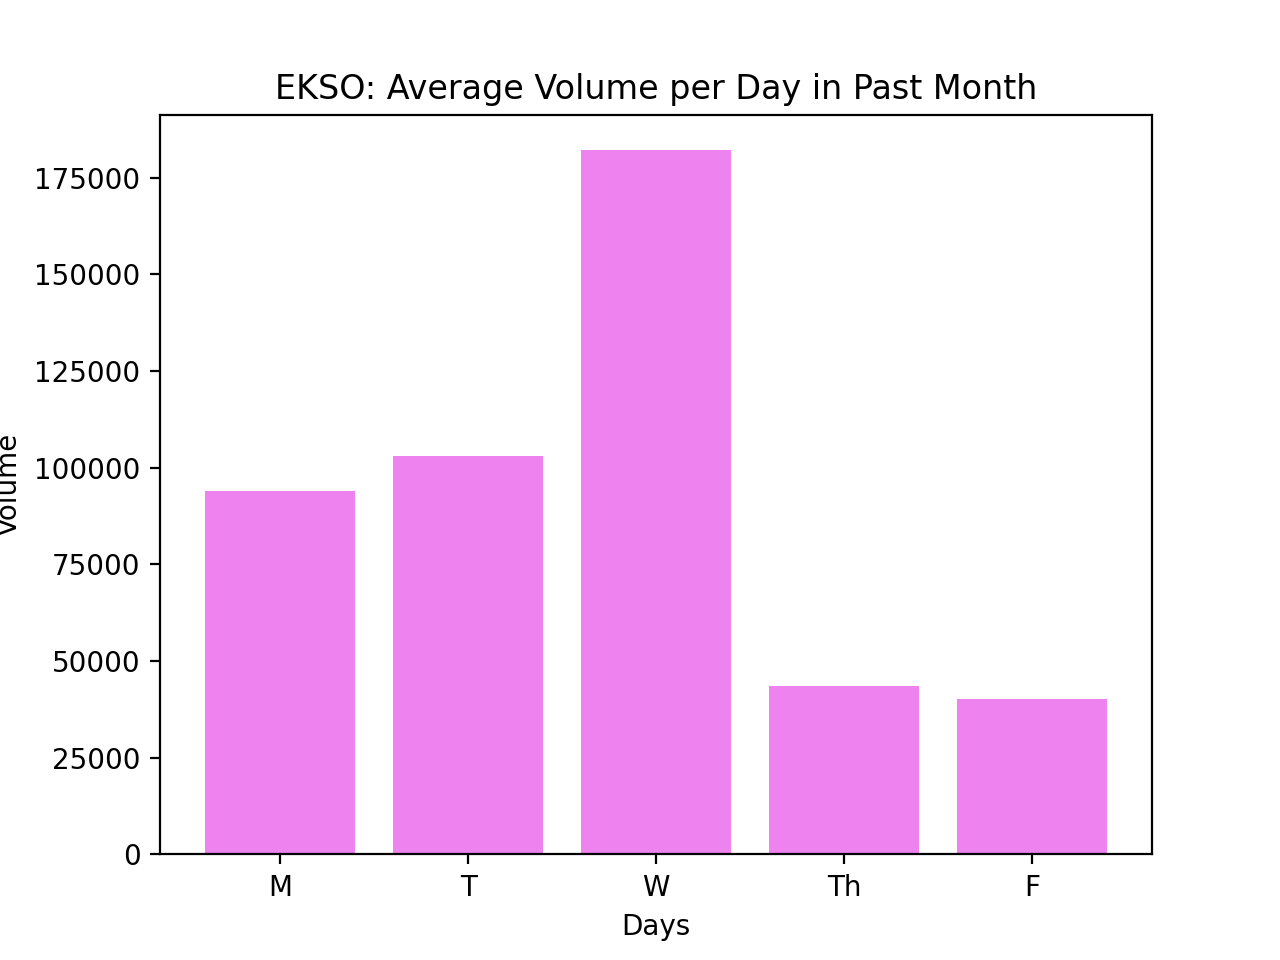 EKSO: Average Volume per Day in Past Month
175000
150000
125000
100000
75000
50000
25000
0
Volume
M T W Th F
Days